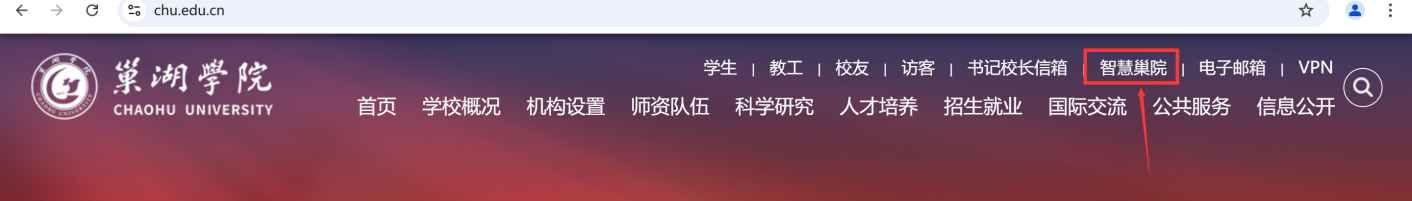 chu.edu.cn
学生 | 教工 | 校友 | 访客 | 书记校长信箱 | 智慧巢院 | 电子邮箱 | VPN
巢湖學院
CHAOHU UNIVERSITY
首页 学校概况 机构设置 师资队伍 科学研究 人才培养 招生就业 国际交流 公共服务 信息公开